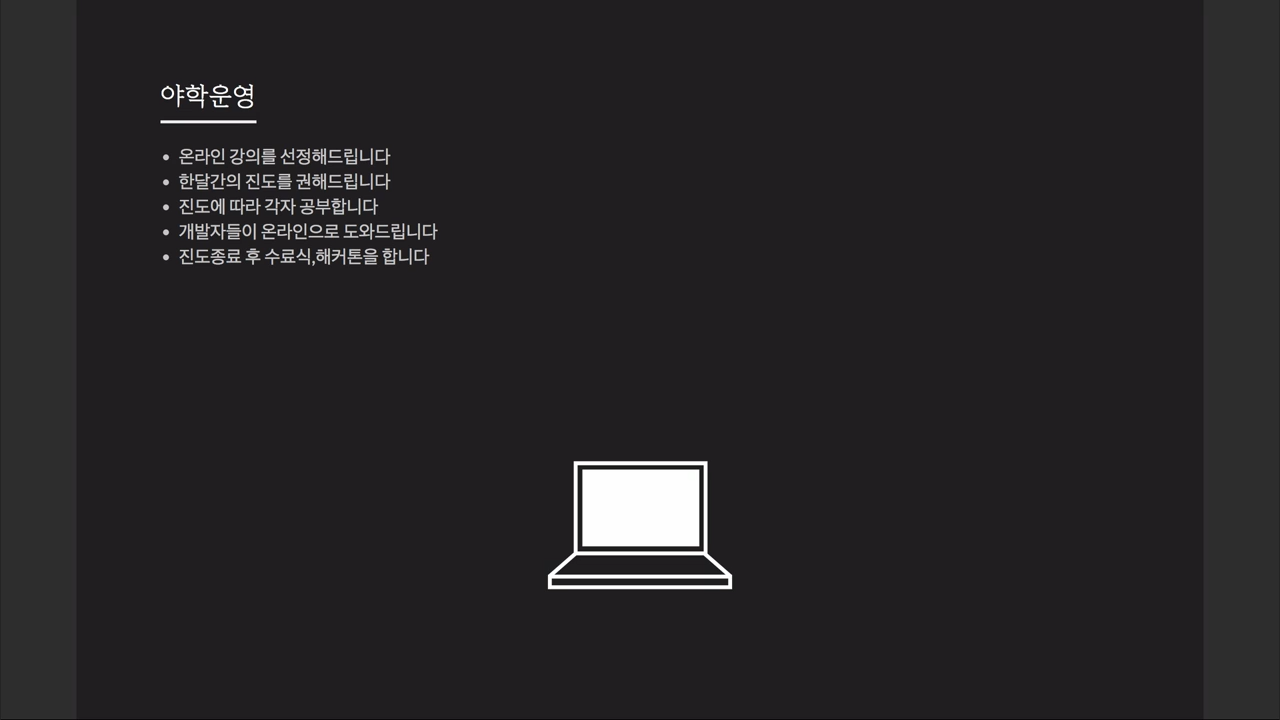 야학운영
온라인 강의를 선정해드립니다
한달간의 진도를 권해드립니다
진도에 따라 각자 공부합니다
개발자들이 온라인으로 도와드립니다
진도종료 후 수료식,해커톤을 합니다